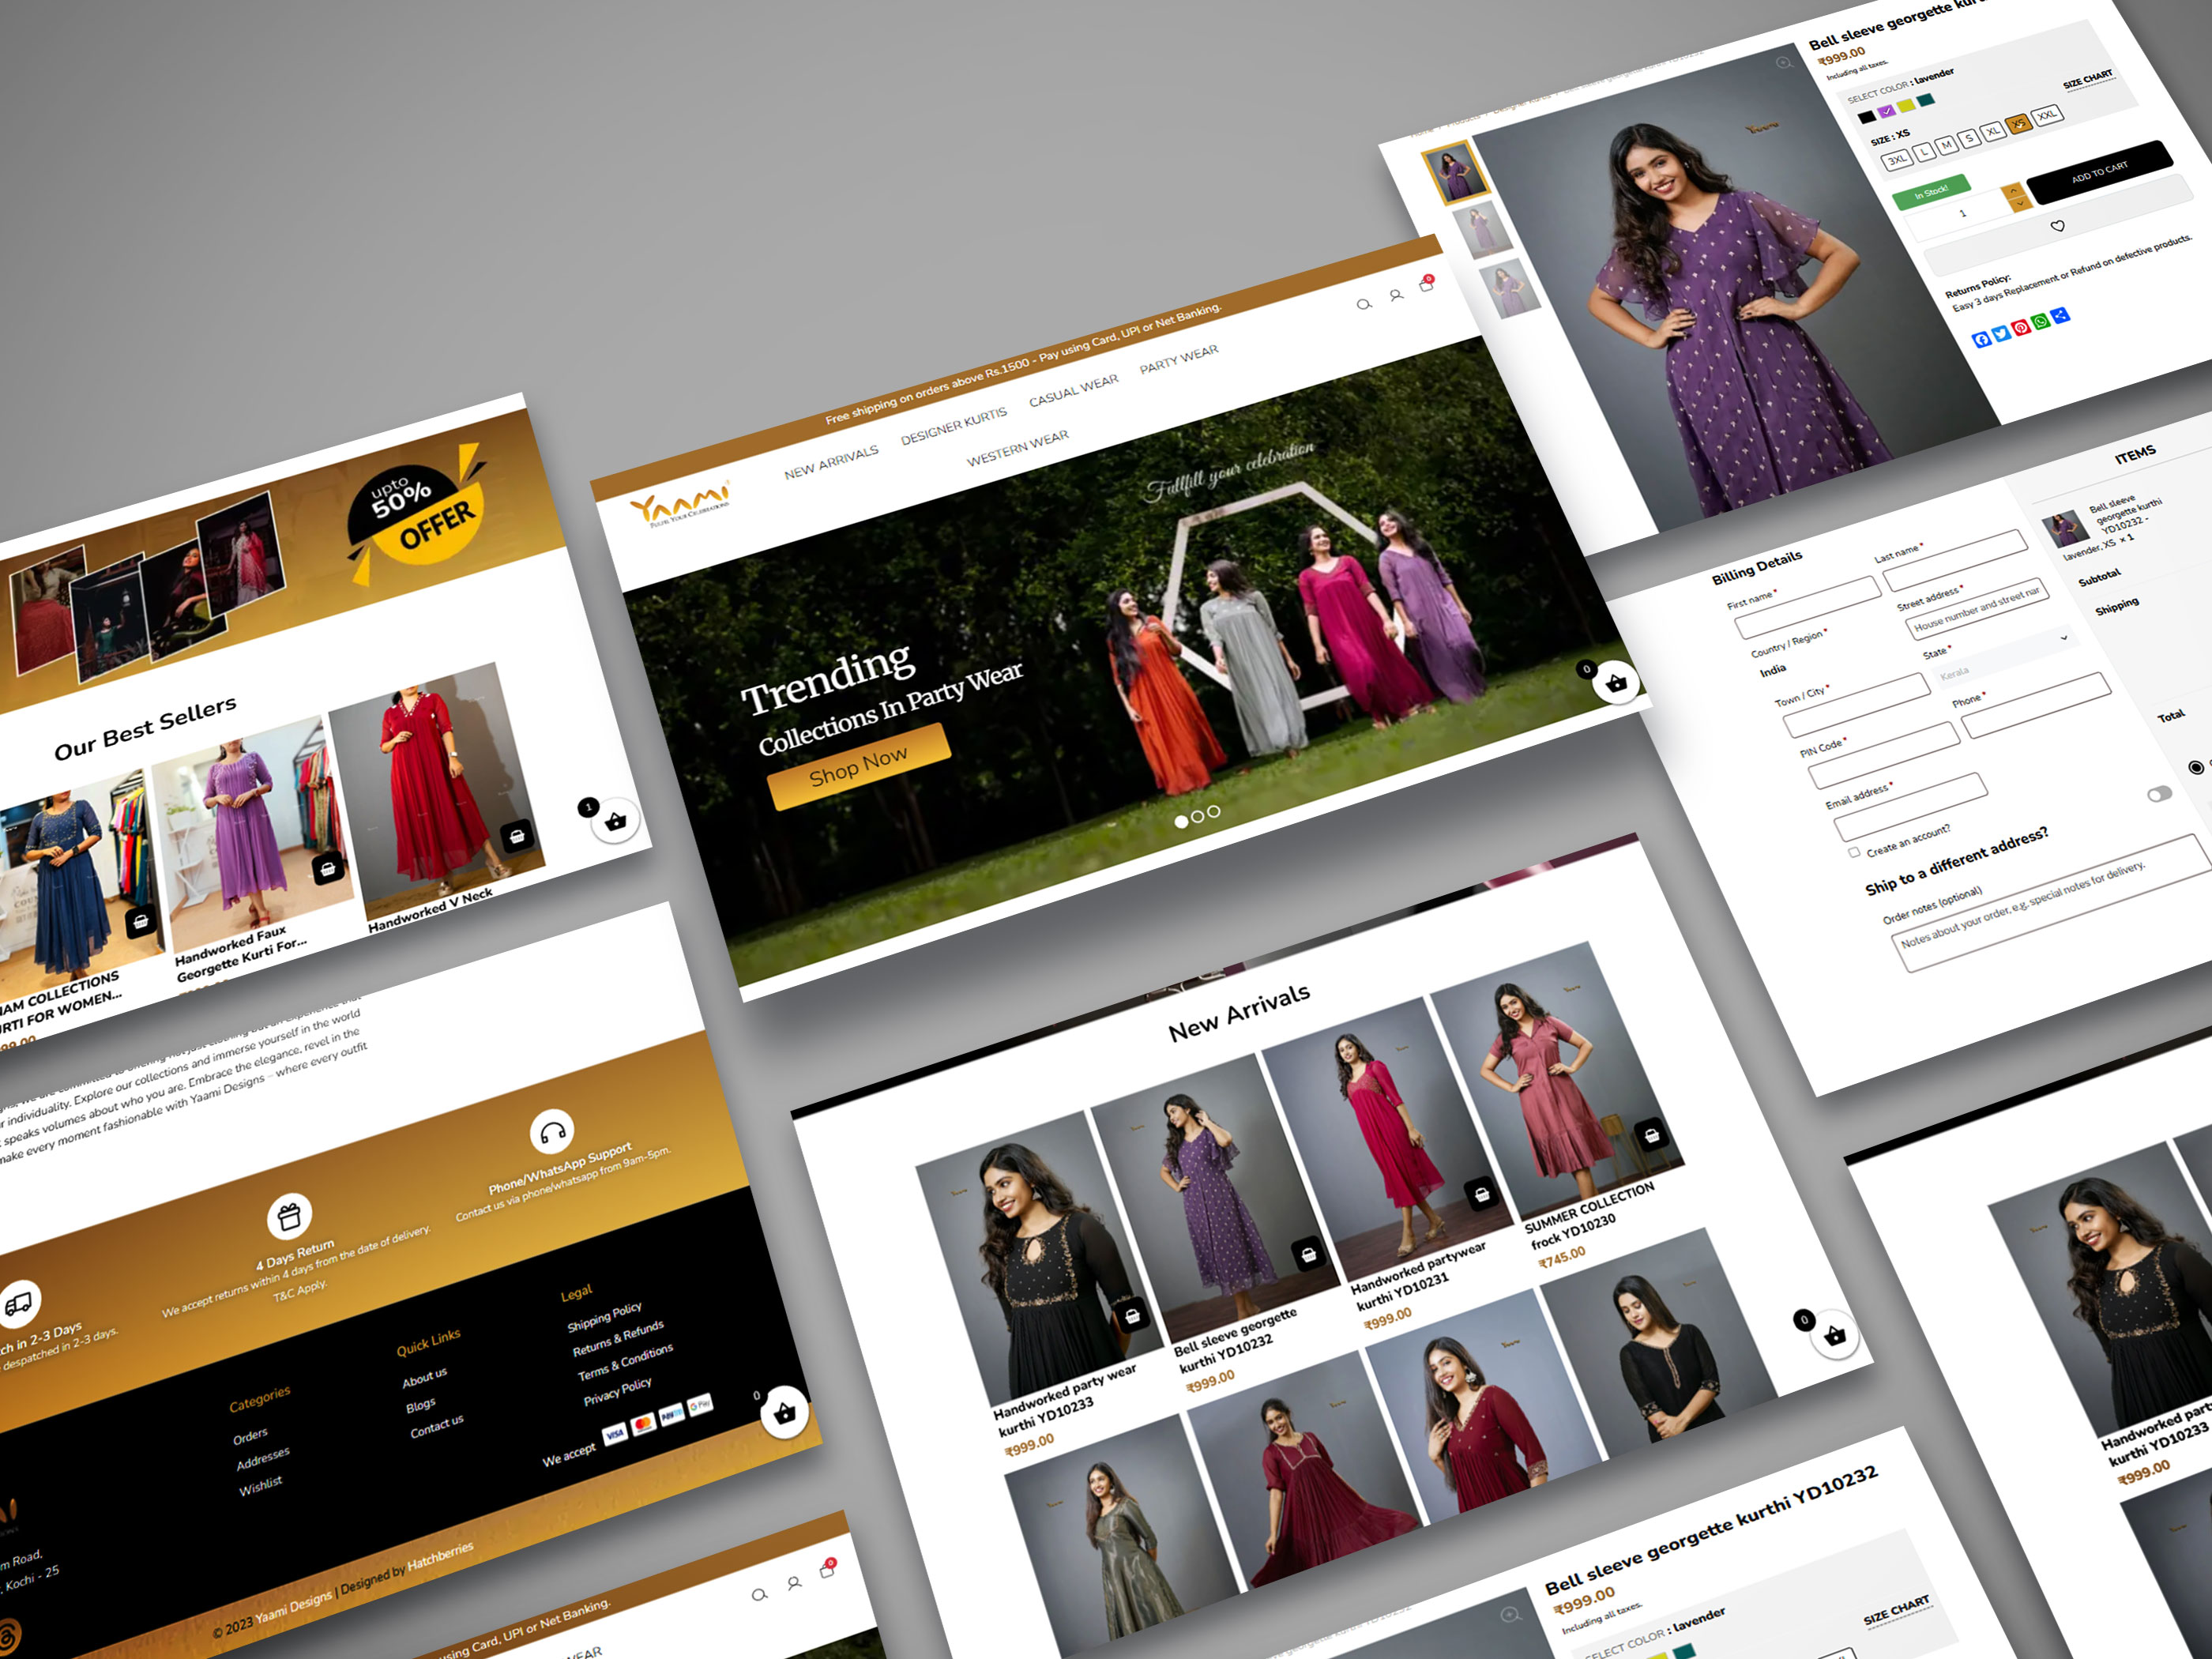 Bell sleeve georgette
₹999.00
Including all taxes.
SELECT COLOR : lavender
SIZE CHART
SIZE : XS
3XL L M S XL XS XXL
In Stock!
1
ADD TO CART
Returns Policy:
Easy 3 days Replacement or Refund on defective products.
Free shipping on orders above Rs.1500 - Pay using Card, UPI or Net Banking.
0
NEW ARRIVALS DESIGNER KURTIS CASUAL WEAR PARTY WEAR
WESTERN WEAR
YAAMI
FULFILL YOUR CELEBRATIONS
Fullfill your celebration
Trending
Collections In Party Wear
Shop Now
0
upto
50%
OFFER
Our Best Sellers
1
COLLECTIONS
FOR WOMEN...
Handworked Faux
Georgette Kurti For...
Handworked V Neck
Billing Details
First name *
Last name *
Country / Region *
India
Street address *
House number and street nar
Town / City *
State *
Kerala
PIN Code *
Phone *
Email address *
Create an account?
Ship to a different address?
Order notes (optional)
Notes about your order, e.g. special notes for delivery.
ITEMS
Bell sleeve
georgette kurthi
YD10232 -
lavender, XS × 1
Subtotal
Shipping
Total
individuality. Explore our collections and immerse yourself in the world
speaks volumes about who you are. Embrace the elegance, revel in the
make every moment fashionable with Yaami Designs – where every outfit
in 2-3 Days
despatched in 2-3 days.
4 Days Return
We accept returns within 4 days from the date of delivery.
T&C Apply.
Phone/WhatsApp Support
Contact us via phone/whatsapp from 9am-5pm.
Road,
Kochi - 25
Categories
Orders
Addresses
Wishlist
Quick Links
About us
Blogs
Contact us
Legal
Shipping Policy
Returns & Refunds
Terms & Conditions
Privacy Policy
We accept VISA Paytm G Pay
0
© 2023 Yaami Designs | Designed by Hatchberries
New Arrivals
Handworked party wear
kurthi YD10233
₹999.00
Bell sleeve georgette
kurthi YD10232
₹999.00
Handworked partywear
kurthi YD10231
₹999.00
SUMMER COLLECTION
frock YD10230
₹745.00
0
Handworked
kurthi YD10233
₹999.00
using Card, UPI or Net Banking.
0
Bell sleeve georgette kurthi YD10232
₹999.00
Including all taxes.
SELECT COLOR : lavender
SIZE CHART